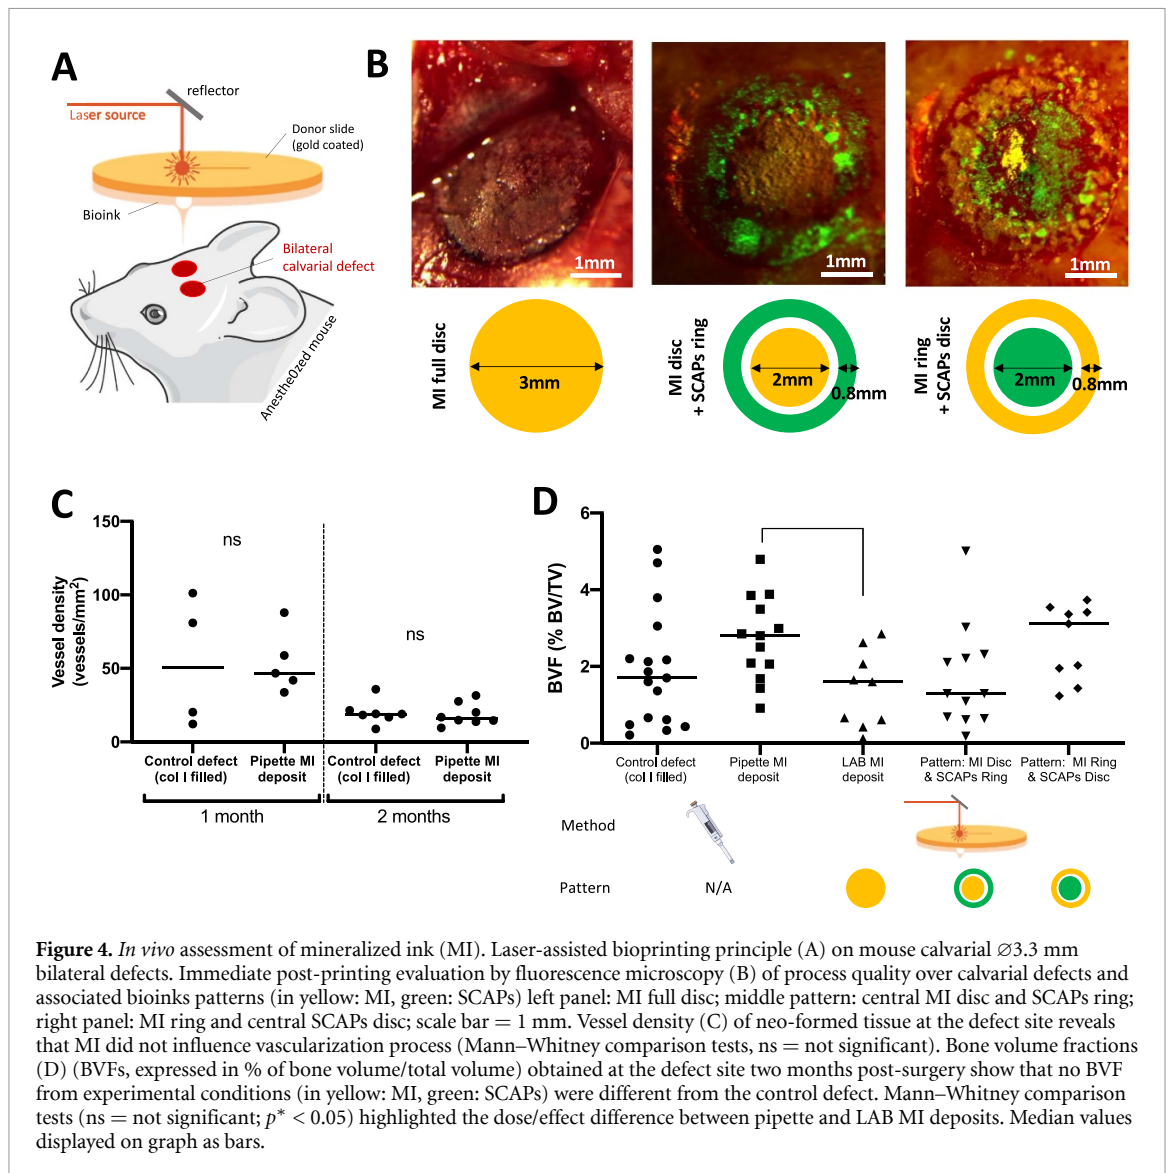 A
reflector
Laser source
Donor slide
(gold coated)
Bioink
Bilateral
calvarial defect
Anesthe0zed mouse
B
1mm
1mm
1mm
MI full disc
3mm
MI disc
+ SCAPs ring
2mm
0.8mm
MI ring
+ SCAPs disc
2mm
0.8mm
C
Vessel density
(vessels/mm²)
150
100
50
0
ns
ns
Control defect
(col I filled)
Pipette MI
deposit
Control defect
(col I filled)
Pipette MI
deposit
1 month
2 months
D
BVF (% BV/TV)
6
4
2
0
Control defect
(col I filled)
Pipette MI
deposit
LAB MI
deposit
Pattern: MI Disc
& SCAPs Ring
Pattern: MI Ring
& SCAPs Disc
Method
Pattern
N/A
Figure 4. In vivo assessment of mineralized ink (MI). Laser-assisted bioprinting principle (A) on mouse calvarial ∅3.3 mm
bilateral defects. Immediate post-printing evaluation by fluorescence microscopy (B) of process quality over calvarial defects and
associated bioinks patterns (in yellow: MI, green: SCAPs) left panel: MI full disc; middle pattern: central MI disc and SCAPs ring;
right panel: MI ring and central SCAPs disc; scale bar = 1 mm. Vessel density (C) of neo-formed tissue at the defect site reveals
that MI did not influence vascularization process (Mann–Whitney comparison tests, ns = not significant). Bone volume fractions
(D) (BVFs, expressed in % of bone volume/total volume) obtained at the defect site two months post-surgery show that no BVF
from experimental conditions (in yellow: MI, green: SCAPs) were different from the control defect. Mann–Whitney comparison
tests (ns = not significant; p* < 0.05) highlighted the dose/effect difference between pipette and LAB MI deposits. Median values
displayed on graph as bars.